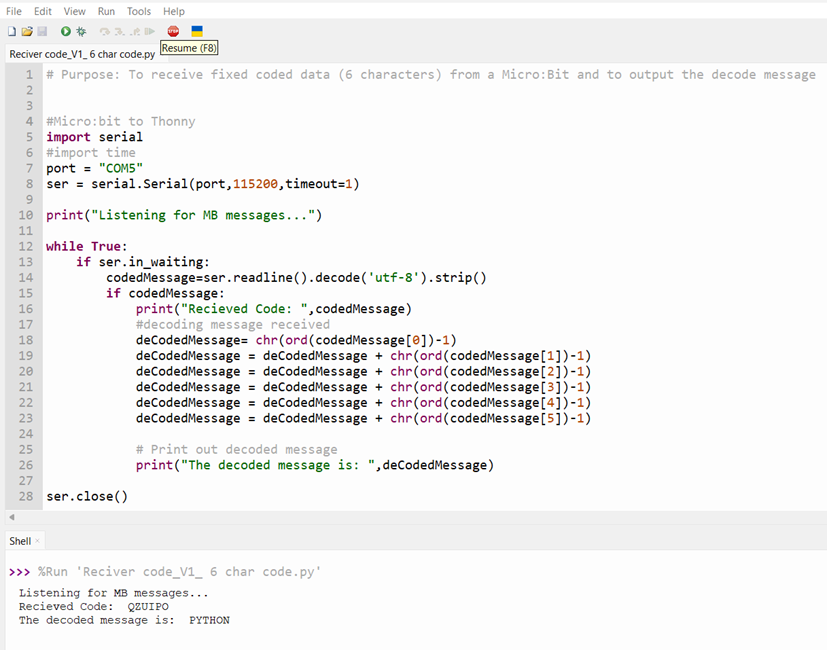 File Edit View Run Tools Help
STOP
Resume (F8)
Reciver code_V1_ 6 char code.py
1 # Purpose: To receive fixed coded data (6 characters) from a Micro:Bit and to output the decode message
2
3
4 #Micro:bit to Thonny
5 import serial
6 #import time
7 port = "COM5"
8 ser = serial.Serial(port,115200,timeout=1)
9
10 print("Listening for MB messages...")
11
12 while True:
13     if ser.in_waiting:
14         codedMessage=ser.readline().decode('utf-8').strip()
15         if codedMessage:
16             print("Recieved Code: ",codedMessage)
17             #decoding message received
18             deCodedMessage= chr(ord(codedMessage[0])-1)
19             deCodedMessage = deCodedMessage + chr(ord(codedMessage[1])-1)
20             deCodedMessage = deCodedMessage + chr(ord(codedMessage[2])-1)
21             deCodedMessage = deCodedMessage + chr(ord(codedMessage[3])-1)
22             deCodedMessage = deCodedMessage + chr(ord(codedMessage[4])-1)
23             deCodedMessage = deCodedMessage + chr(ord(codedMessage[5])-1)
24
25             # Print out decoded message
26             print("The decoded message is: ",deCodedMessage)
27
28 ser.close()
Shell ×
>>> %Run 'Reciver code_V1_ 6 char code.py'
Listening for MB messages...
Recieved Code:  QZUIPO
The decoded message is:  PYTHON